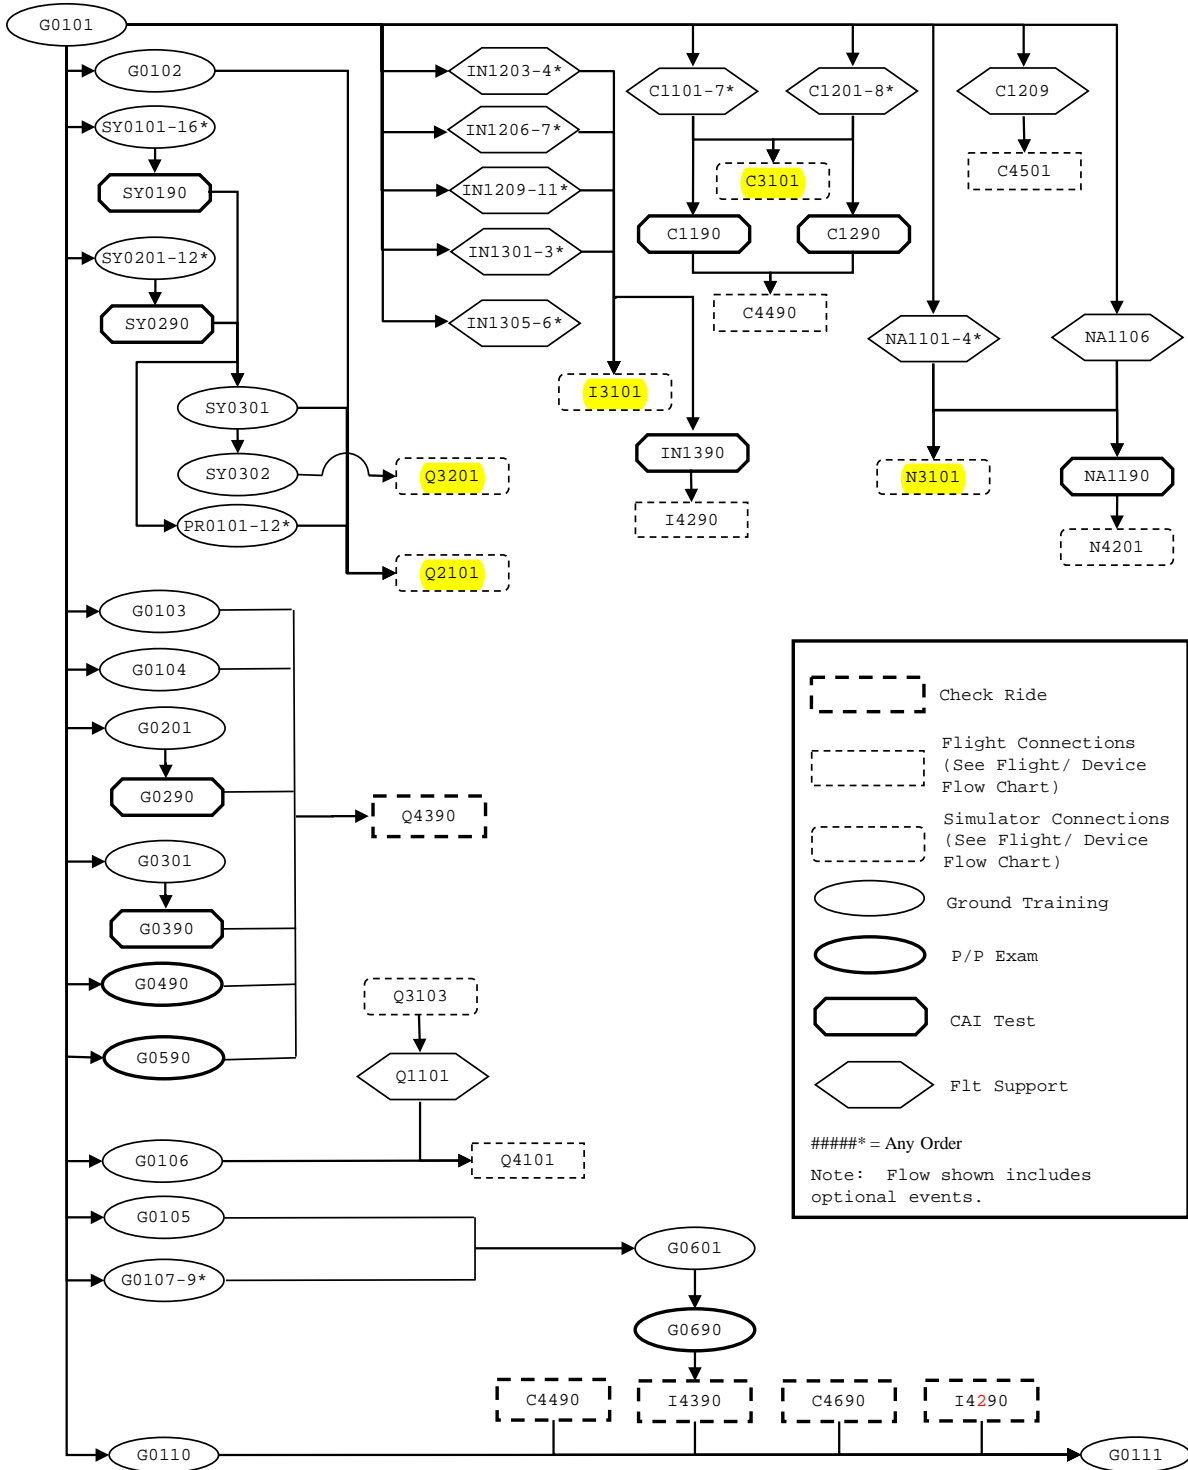 G0101
G0102
IN1203-4*
C1101-7*
C1201-8*
C1209
SY0101-16*
IN1206-7*
C4501
SY0190
IN1209-11*
C3101
C1190
C1290
SY0201-12*
IN1301-3*
SY0290
IN1305-6*
C4490
NA1101-4*
NA1106
SY0301
I3101
IN1390
SY0302
Q3201
N3101
NA1190
PR0101-12*
I4290
N4201
Q2101
G0103
G0104
G0201
G0290
Q4390
G0301
G0390
G0490
Q3103
G0590
Q1101
G0106
Q4101
G0105
G0107-9*
G0601
G0690
C4490
I4390
C4690
I4290
G0110
G0111
Check Ride
Flight Connections
(See Flight/ Device
Flow Chart)
Simulator Connections
(See Flight/ Device
Flow Chart)
Ground Training
P/P Exam
CAI Test
Flt Support
#####* = Any Order
Note:  Flow shown includes
optional events.